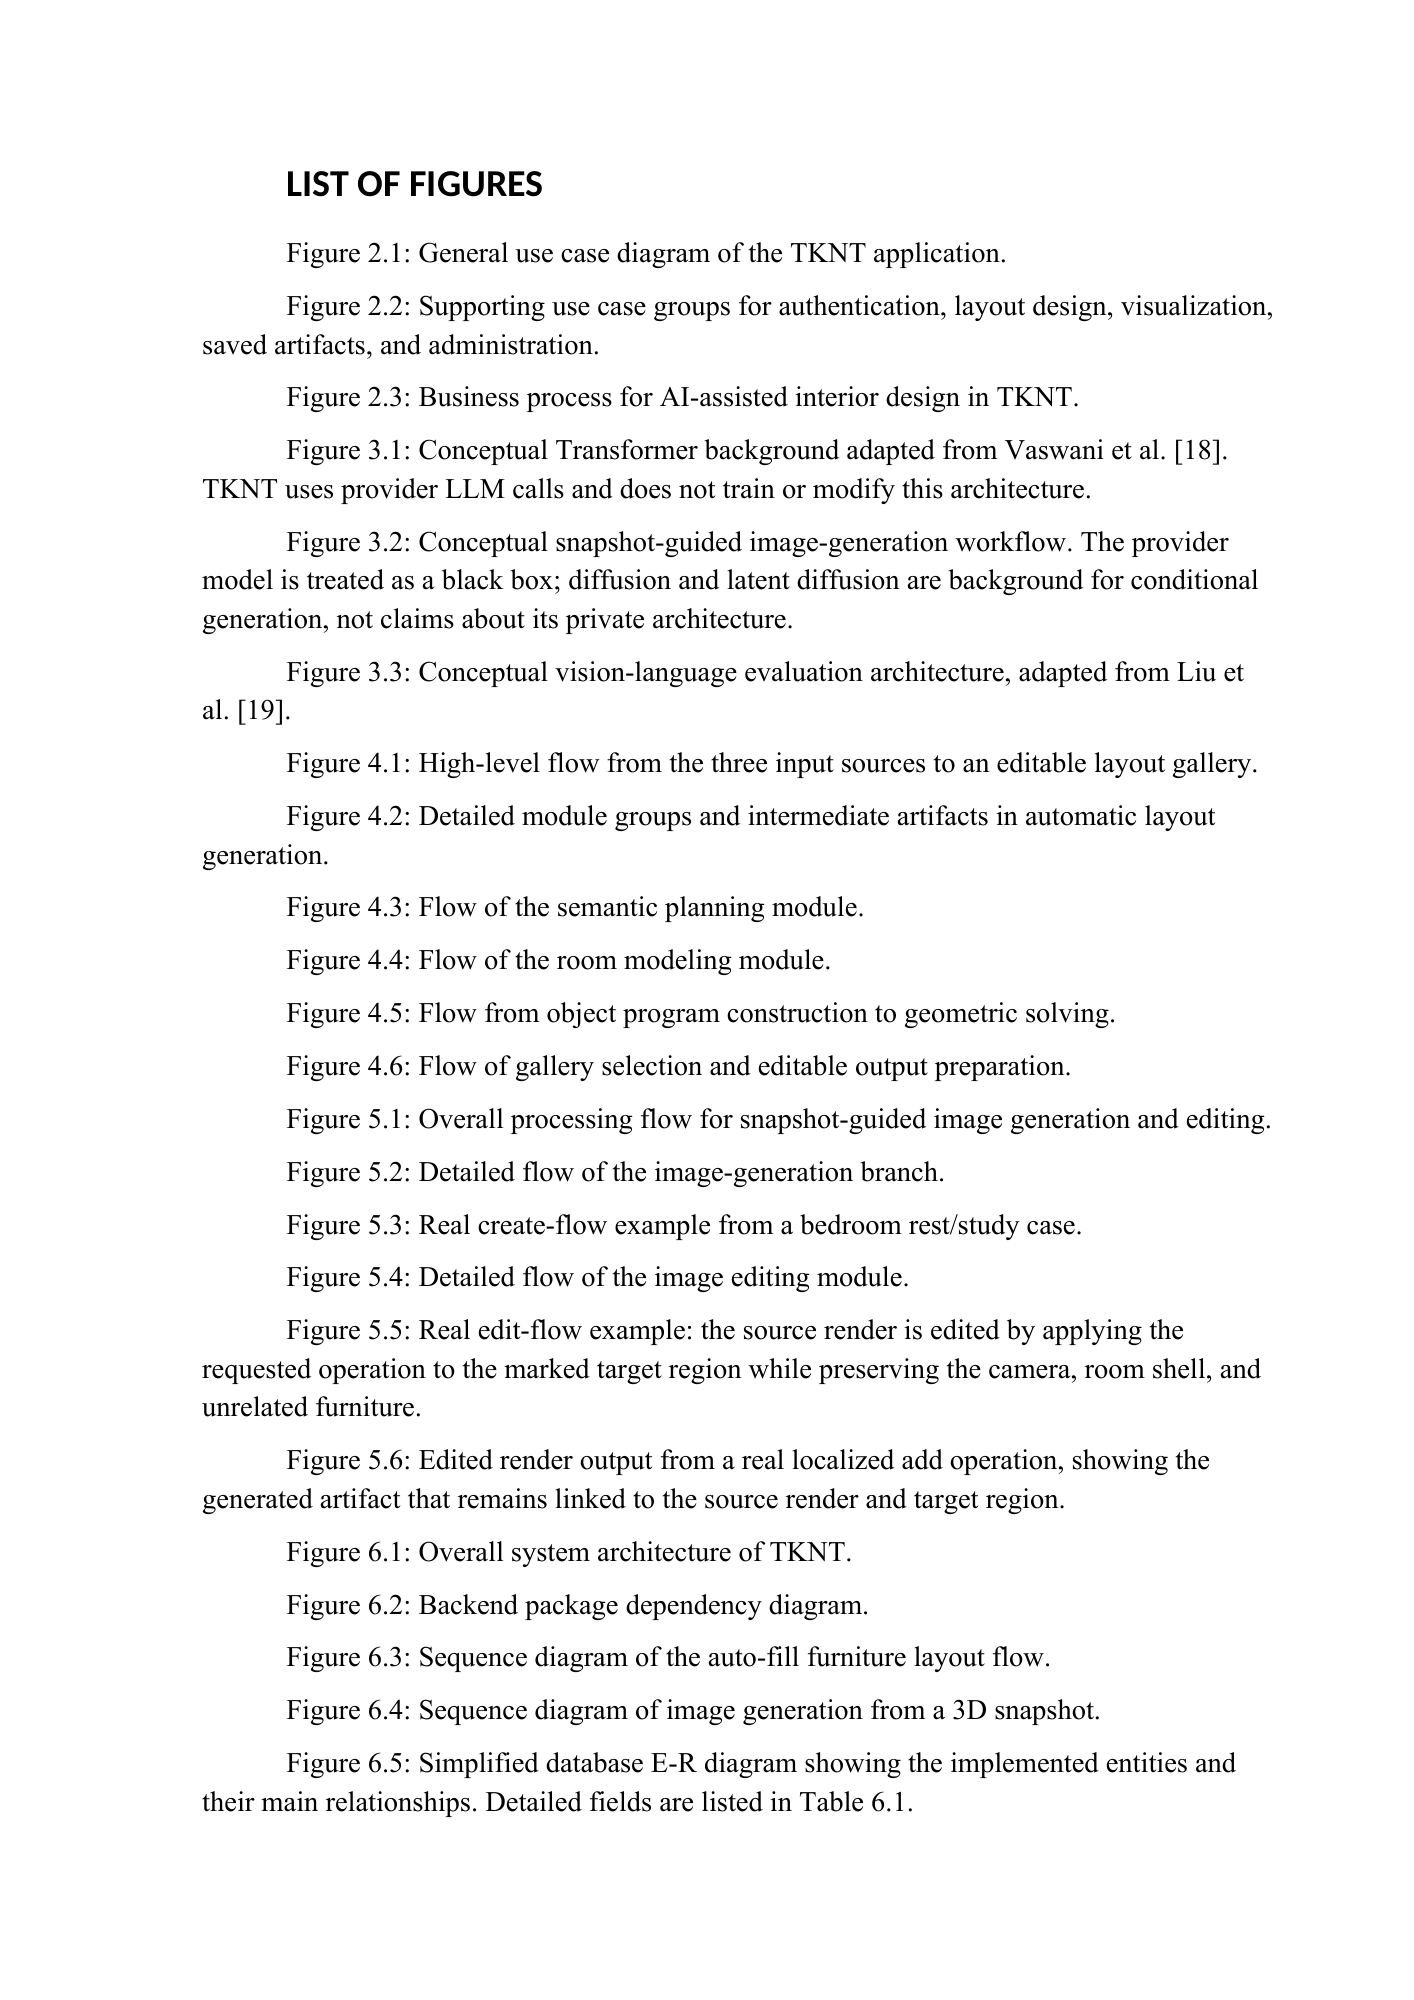 LIST OF FIGURES
Figure 2.1: General use case diagram of the TKNT application.
Figure 2.2: Supporting use case groups for authentication, layout design, visualization,
saved artifacts, and administration.
Figure 2.3: Business process for AI-assisted interior design in TKNT.
Figure 3.1: Conceptual Transformer background adapted from Vaswani et al. [18].
TKNT uses provider LLM calls and does not train or modify this architecture.
Figure 3.2: Conceptual snapshot-guided image-generation workflow. The provider
model is treated as a black box; diffusion and latent diffusion are background for conditional
generation, not claims about its private architecture.
Figure 3.3: Conceptual vision-language evaluation architecture, adapted from Liu et
al. [19].
Figure 4.1: High-level flow from the three input sources to an editable layout gallery.
Figure 4.2: Detailed module groups and intermediate artifacts in automatic layout
generation.
Figure 4.3: Flow of the semantic planning module.
Figure 4.4: Flow of the room modeling module.
Figure 4.5: Flow from object program construction to geometric solving.
Figure 4.6: Flow of gallery selection and editable output preparation.
Figure 5.1: Overall processing flow for snapshot-guided image generation and editing.
Figure 5.2: Detailed flow of the image-generation branch.
Figure 5.3: Real create-flow example from a bedroom rest/study case.
Figure 5.4: Detailed flow of the image editing module.
Figure 5.5: Real edit-flow example: the source render is edited by applying the
requested operation to the marked target region while preserving the camera, room shell, and
unrelated furniture.
Figure 5.6: Edited render output from a real localized add operation, showing the
generated artifact that remains linked to the source render and target region.
Figure 6.1: Overall system architecture of TKNT.
Figure 6.2: Backend package dependency diagram.
Figure 6.3: Sequence diagram of the auto-fill furniture layout flow.
Figure 6.4: Sequence diagram of image generation from a 3D snapshot.
Figure 6.5: Simplified database E-R diagram showing the implemented entities and
their main relationships. Detailed fields are listed in Table 6.1.